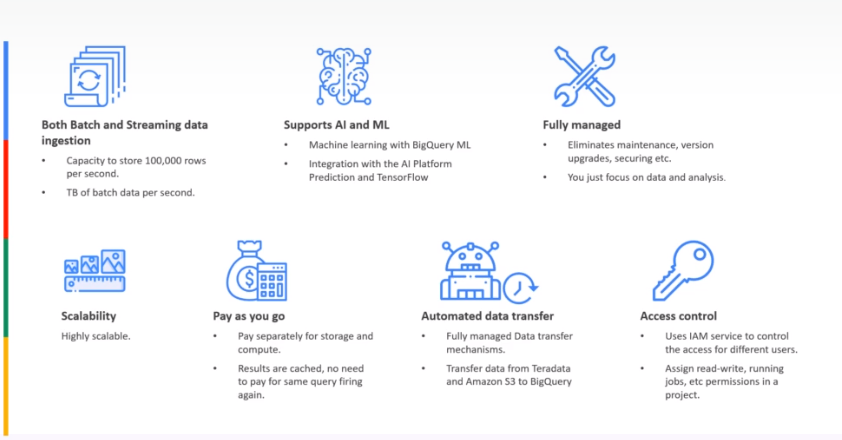 Both Batch and Streaming data
ingestion
• Capacity to store 100,000 rows
per second.
• TB of batch data per second.
Supports AI and ML
• Machine learning with BigQuery ML
• Integration with the AI Platform
Prediction and TensorFlow
Fully managed
• Eliminates maintenance, version
upgrades, securing etc.
• You just focus on data and analysis.
Scalability
Highly scalable.
Pay as you go
• Pay separately for storage and
compute.
• Results are cached, no need
to pay for same query firing
again.
Automated data transfer
• Fully managed Data transfer
mechanisms.
• Transfer data from Teradata
and Amazon S3 to BigQuery
Access control
• Uses IAM service to control
the access for different users.
• Assign read-write, running
jobs, etc permissions in a
project.